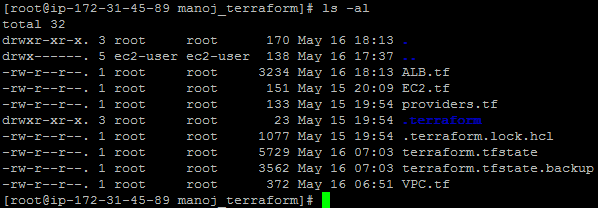 [root@ip-172-31-45-89 manoj_terraform]# ls -al
total 32
drwxr-xr-x. 3 root     root      170 May 16 18:13 .
drwx------. 5 ec2-user ec2-user  138 May 16 17:37 ..
-rw-r--r--. 1 root     root     3234 May 16 18:13 ALB.tf
-rw-r--r--. 1 root     root      151 May 15 20:09 EC2.tf
-rw-r--r--. 1 root     root      133 May 15 19:54 providers.tf
drwxr-xr-x. 3 root     root       23 May 15 19:54 .terraform
-rw-r--r--. 1 root     root     1077 May 15 19:54 .terraform.lock.hcl
-rw-r--r--. 1 root     root     5729 May 16 07:03 terraform.tfstate
-rw-r--r--. 1 root     root     3562 May 16 07:03 terraform.tfstate.backup
-rw-r--r--. 1 root     root      372 May 16 06:51 VPC.tf
[root@ip-172-31-45-89 manoj_terraform]#